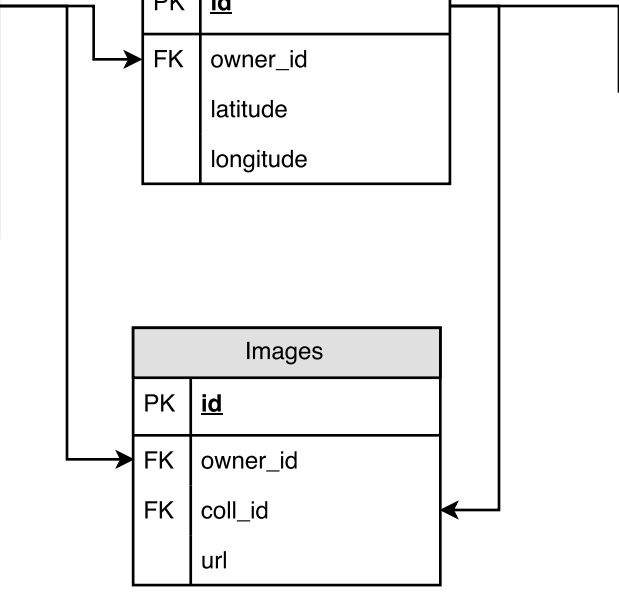 PK id
FK owner_id
latitude
longitude
Images
PK id
FK owner_id
FK coll_id
url